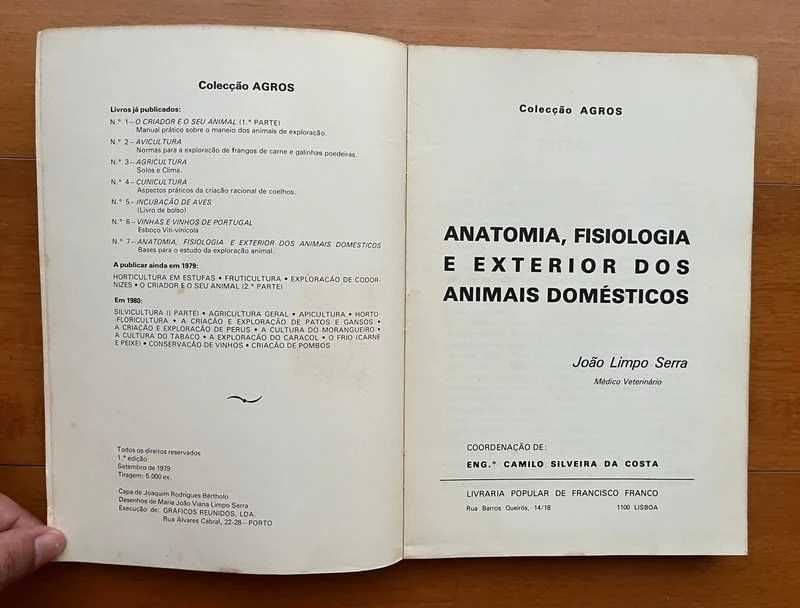 Colecção AGROS
Livros já publicados:
N.º 1 – O CRIADOR E O SEU ANIMAL (1.ª PARTE)
Manual prático sobre o maneio dos animais de exploração.
N.º 2 – AVICULTURA
Normas para a exploração de frangos de carne e galinhas poedeiras.
N.º 3 – AGRICULTURA
Solos e Clima.
N.º 4 – CUNICULTURA
Aspectos práticos da criação racional de coelhos.
N.º 5 – INCUBAÇÃO DE AVES
(Livro de bolso)
N.º 6 – VINHAS E VINHOS DE PORTUGAL
Esboço Viti-vinícola
N.º 7 – ANATOMIA, FISIOLOGIA E EXTERIOR DOS ANIMAIS DOMÉSTICOS
Bases para o estudo da exploração animal.
A publicar ainda em 1979:
HORTICULTURA EM ESTUFAS • FRUTICULTURA • EXPLORAÇÃO DE CODOR-
NIZES • O CRIADOR E O SEU ANIMAL (2.ª PARTE)
Em 1980:
SILVICULTURA (I PARTE) • AGRICULTURA GERAL • APICULTURA • HORTO-
-FLORICULTURA • A CRIAÇÃO E EXPLORAÇÃO DE PATOS E GANSOS •
A CRIAÇÃO E EXPLORAÇÃO DE PERUS • A CULTURA DO MORANGUEIRO •
A CULTURA DO TABACO • A EXPLORAÇÃO DO CARACOL • O FRIO (CARNE
E PEIXE) • CONSERVAÇÃO DE VINHOS • CRIAÇÃO DE POMBOS
Todos os direitos reservados
1.ª edição
Setembro de 1979
Tiragem: 5.000 ex.
Capa de Joaquim Rodrigues Bértholo
Desenhos de Maria João Viana Limpo Serra
Execução de: GRÁFICOS REUNIDOS, LDA.
Rua Alvares Cabral, 22-28 – PORTO
Colecção AGROS
ANATOMIA, FISIOLOGIA
E EXTERIOR DOS
ANIMAIS DOMÉSTICOS
João Limpo Serra
Médico Veterinário
COORDENAÇÃO DE:
ENG.º CAMILO SILVEIRA DA COSTA
LIVRARIA POPULAR DE FRANCISCO FRANCO
Rua Barros Queirós, 14/18 1100 LISBOA